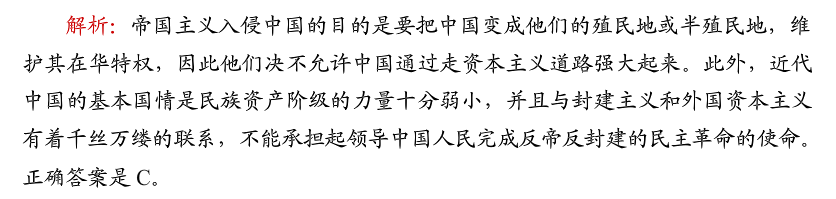 解析：帝国主义入侵中国的目的是要把中国变成他们的殖民地或半殖民地，维
护其在华特权，因此他们决不允许中国通过走资本主义道路强大起来。此外，近代
中国的基本国情是民族资产阶级的力量十分弱小，并且与封建主义和外国资本主义
有着千丝万缕的联系，不能承担起领导中国人民完成反帝反封建的民主革命的使命。
正确答案是 C。